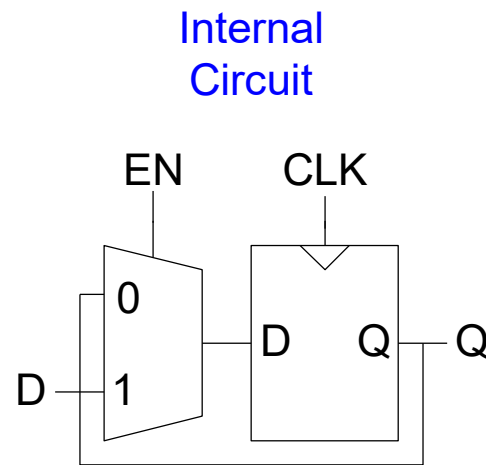 Internal
Circuit
EN CLK
0
D Q Q
D 1